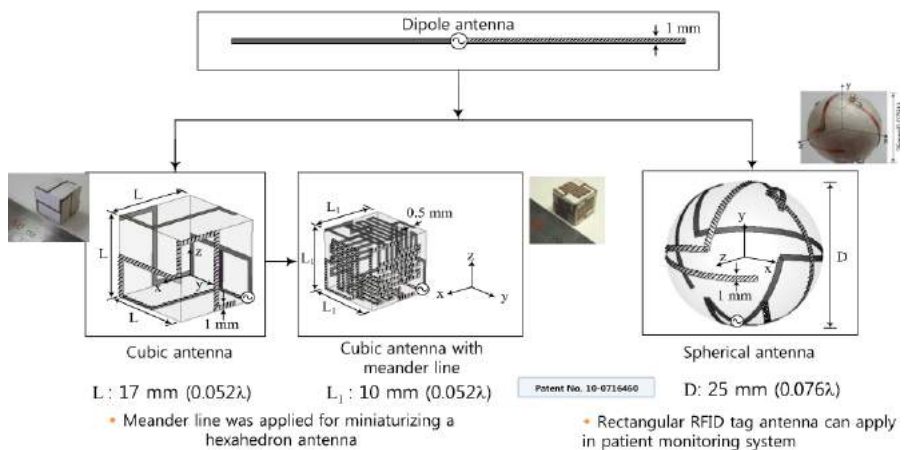 Dipole antenna
1 mm
y
L
L
L
x
y
z
1 mm
L₁
L₁
L₁
0.5 mm
z
x
y
y
z
x
1 mm
D
Cubic antenna
Cubic antenna with
meander line
Spherical antenna
L : 17 mm (0.052λ)
L₁ : 10 mm (0.052λ)
Patent No. 10-0716460
D: 25 mm (0.076λ)
• Meander line was applied for miniaturizing a
hexahedron antenna
• Rectangular RFID tag antenna can apply
in patient monitoring system